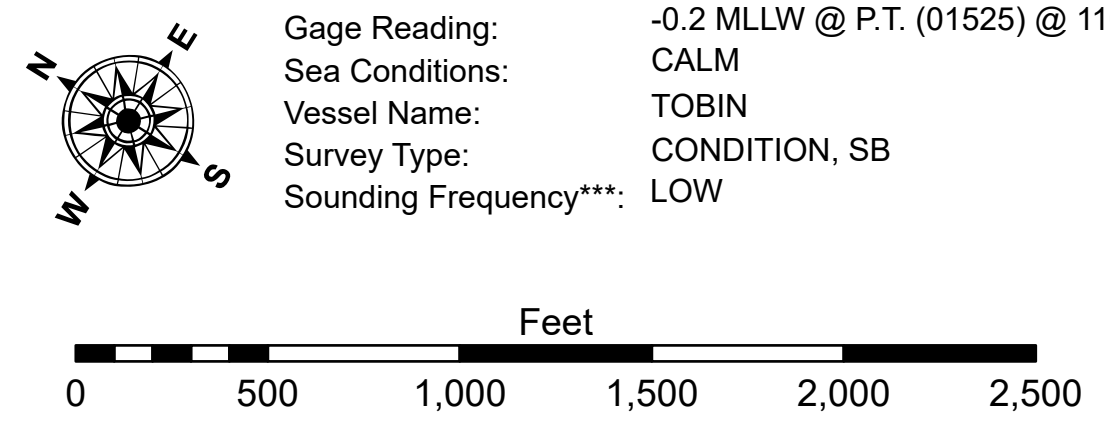 N
E
S
W
Gage Reading: -0.2 MLLW @ P.T. (01525) @ 11
Sea Conditions: CALM
Vessel Name: TOBIN
Survey Type: CONDITION, SB
Sounding Frequency***: LOW
Feet
0 500 1,000 1,500 2,000 2,500